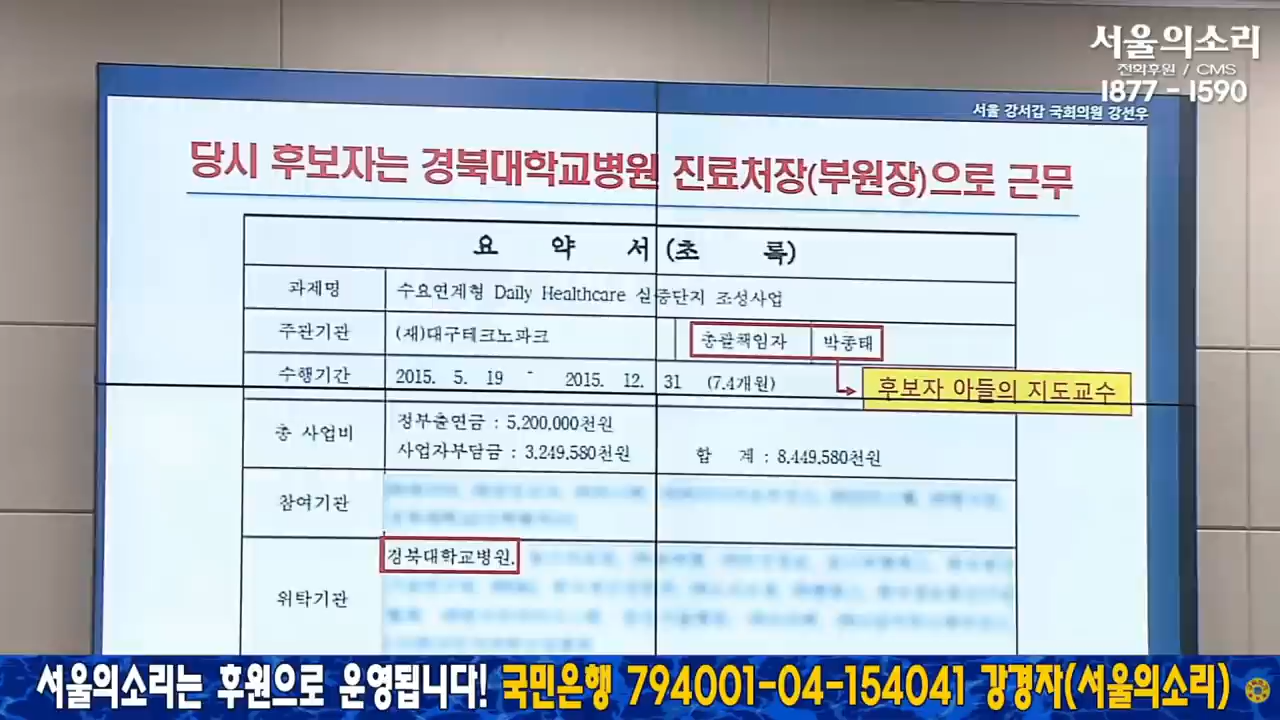 서울의소리
전화후원 / CMS
1877 - 1590
서울 강서갑 국회의원 강선우
당시 후보자는 경북대학교병원 진료처장(부원장)으로 근무
요 약 서(초 록)
과제명 수요연계형 Daily Healthcare 실증단지 조성사업
주관기관 (재)대구테크노파크 총괄책임자 박종태
수행기간 2015. 5. 19 - 2015. 12. 31 (7.4개월)
후보자 아들의 지도교수
총 사업비 정부출연금 : 5,200,000천원
사업자부담금 : 3,249,580천원 합 계 : 8,449,580천원
참여기관
경북대학교병원,
위탁기관
서울의소리는 후원으로 운영됩니다! 국민은행 794001-04-154041 강경자(서울의소리)